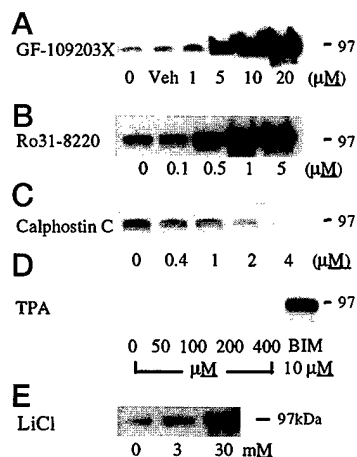 A
GF-109203X
- 97
0 Veh 1 5 10 20 (µM)
B
Ro31-8220
- 97
0 0.1 0.5 1 5 (µM)
C
Calphostin C
- 97
0 0.4 1 2 4 (µM)
D
TPA
- 97
0 50 100 200 400 BIM
µM 10 µM
E
LiCl
- 97kDa
0 3 30 mM